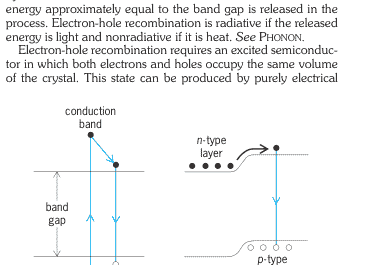 energy approximately equal to the band gap is released in the
process. Electron-hole recombination is radiative if the released
energy is light and nonradiative if it is heat. See PHONON.
Electron-hole recombination requires an excited semiconduc-
tor in which both electrons and holes occupy the same volume
of the crystal. This state can be produced by purely electrical
conduction
band
n-type
layer
band
gap
p-type